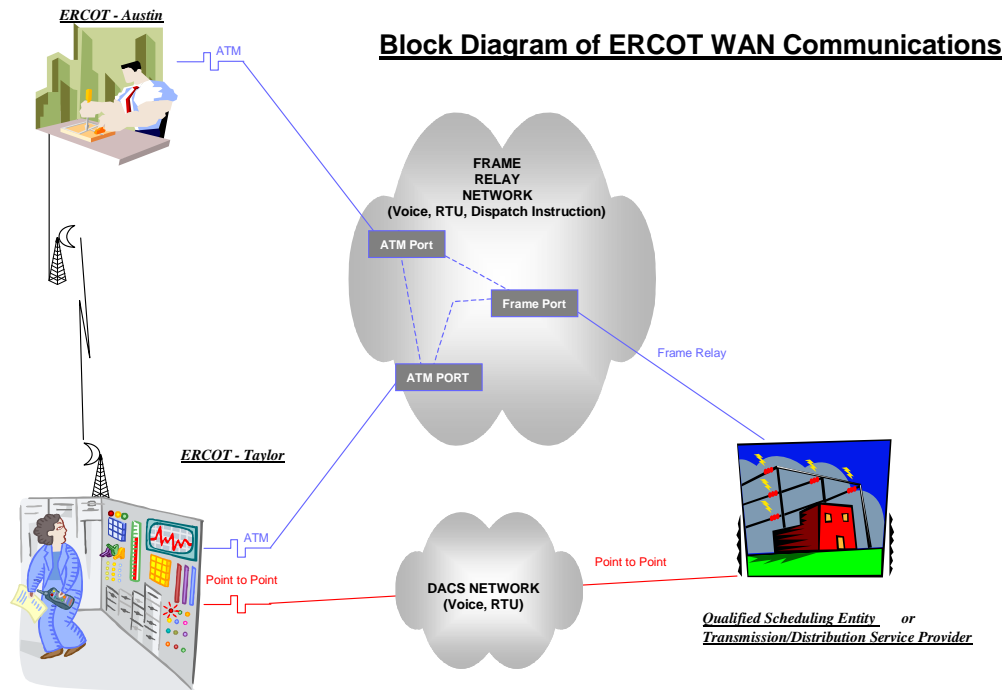 ERCOT - Austin
Block Diagram of ERCOT WAN Communications
ATM
FRAME
RELAY
NETWORK
(Voice, RTU, Dispatch Instruction)
ATM Port
Frame Port
Frame Relay
ATM PORT
ERCOT - Taylor
ATM
Point to Point
DACS NETWORK
(Voice, RTU)
Point to Point
Qualified Scheduling Entity or
Transmission/Distribution Service Provider